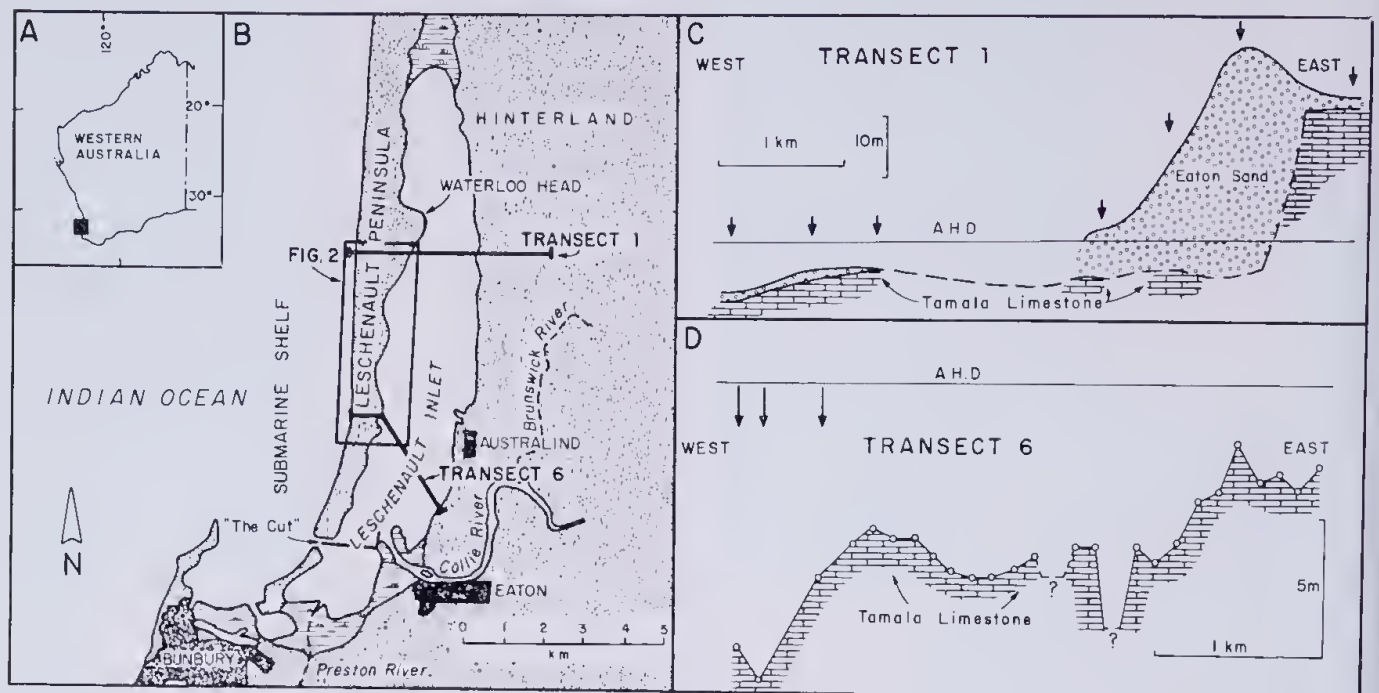 A
120°
20°
WESTERN
AUSTRALIA
30°
B
HINTERLAND
LESCHENAULT PENINSULA
WATERLOO HEAD
TRANSECT 1
FIG. 2
SUBMARINE SHELF
INDIAN OCEAN
Brunswick River
LESCHENAULT INLET
AUSTRALIND
TRANSECT 6
"The Cut"
Collie River
N
EATON
BUNBURY
Preston River.
0 1 2 3 5
km
C
TRANSECT 1
WEST
EAST
1 km
10m
Eaton Sand
AHD
Tamala Limestone
D
A.H.D
WEST
TRANSECT 6
EAST
Tamala Limestone
?
?
5m
1 km